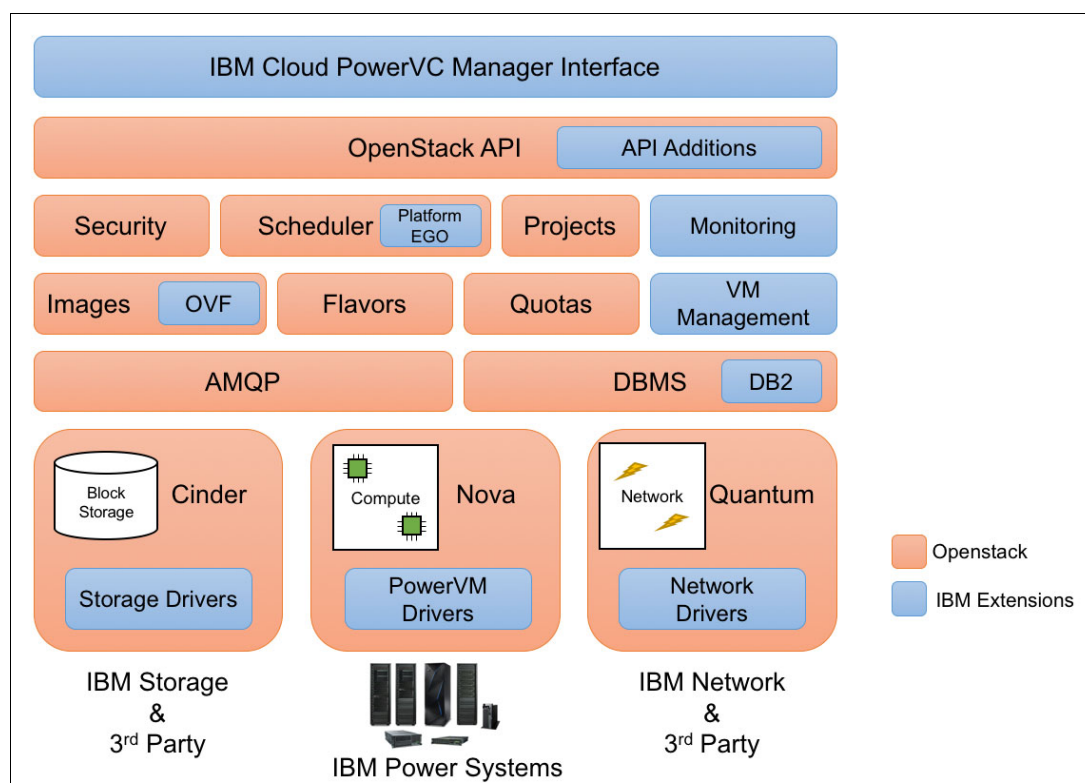 IBM Cloud PowerVC Manager Interface
OpenStack API
API Additions
Security
Scheduler
Platform
EGO
Projects
Monitoring
Images
OVF
Flavors
Quotas
VM
Management
AMQP
DBMS
DB2
Block
Storage
Cinder
Compute
Nova
Network
Quantum
Storage Drivers
PowerVM
Drivers
Network
Drivers
Openstack
IBM Extensions
IBM Storage
&
3rd Party
IBM Power Systems
IBM Network
&
3rd Party